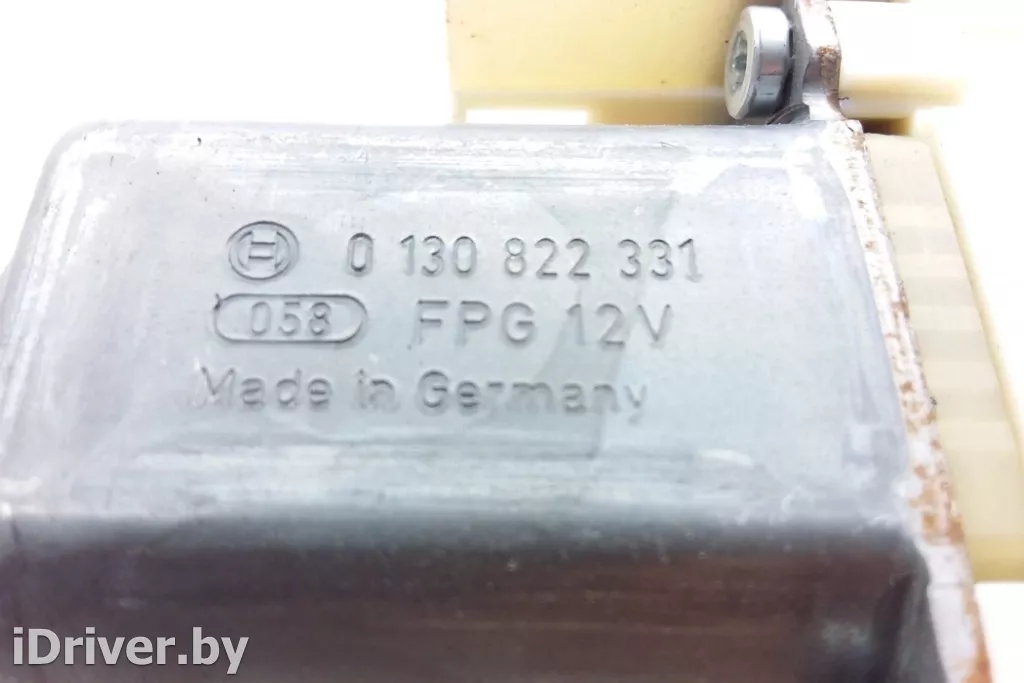 0 130 822 331
058 FPG 12V
Made in Germany
iDriver.by